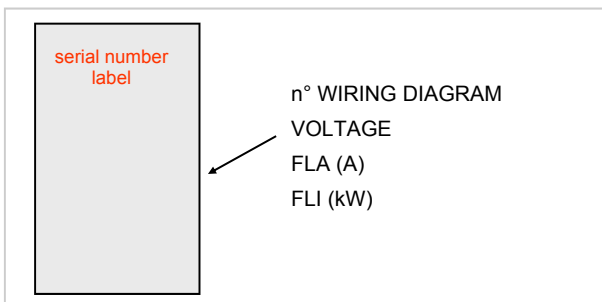 serial number
label
n° WIRING DIAGRAM
VOLTAGE
FLA (A)
FLI (kW)